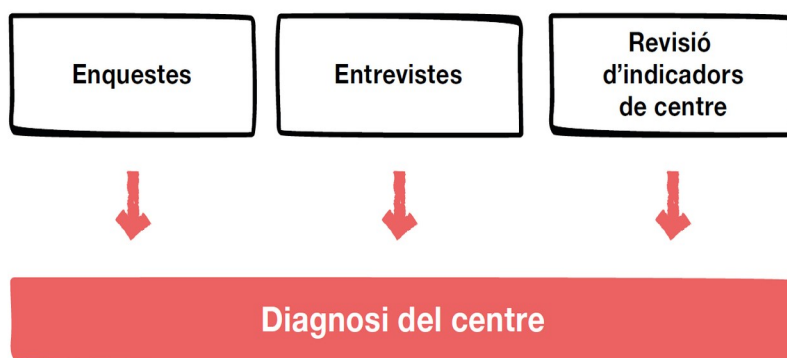 Enquestes
Entrevistes
Revisió
d'indicadors
de centre
Diagnosi del centre